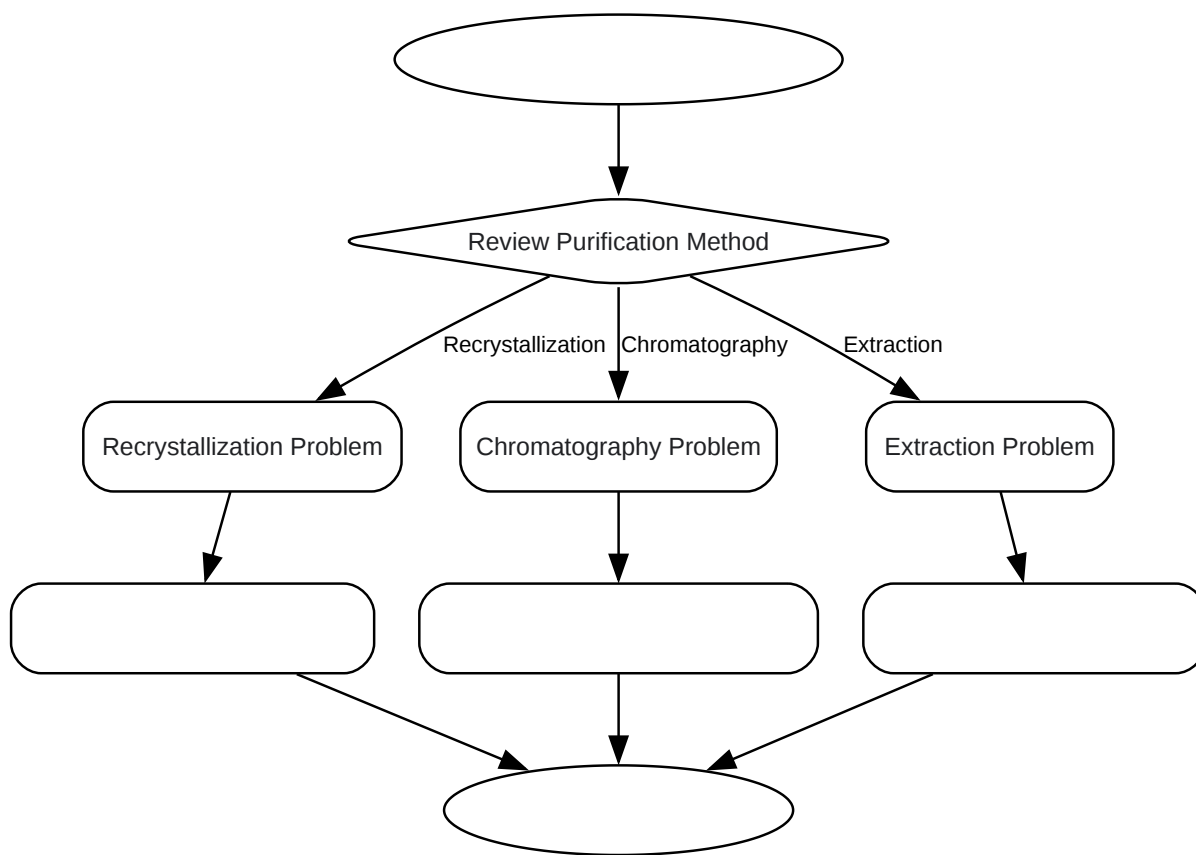 Review Purification Method
Recrystallization
Chromatography
Extraction
Recrystallization Problem
Chromatography Problem
Extraction Problem